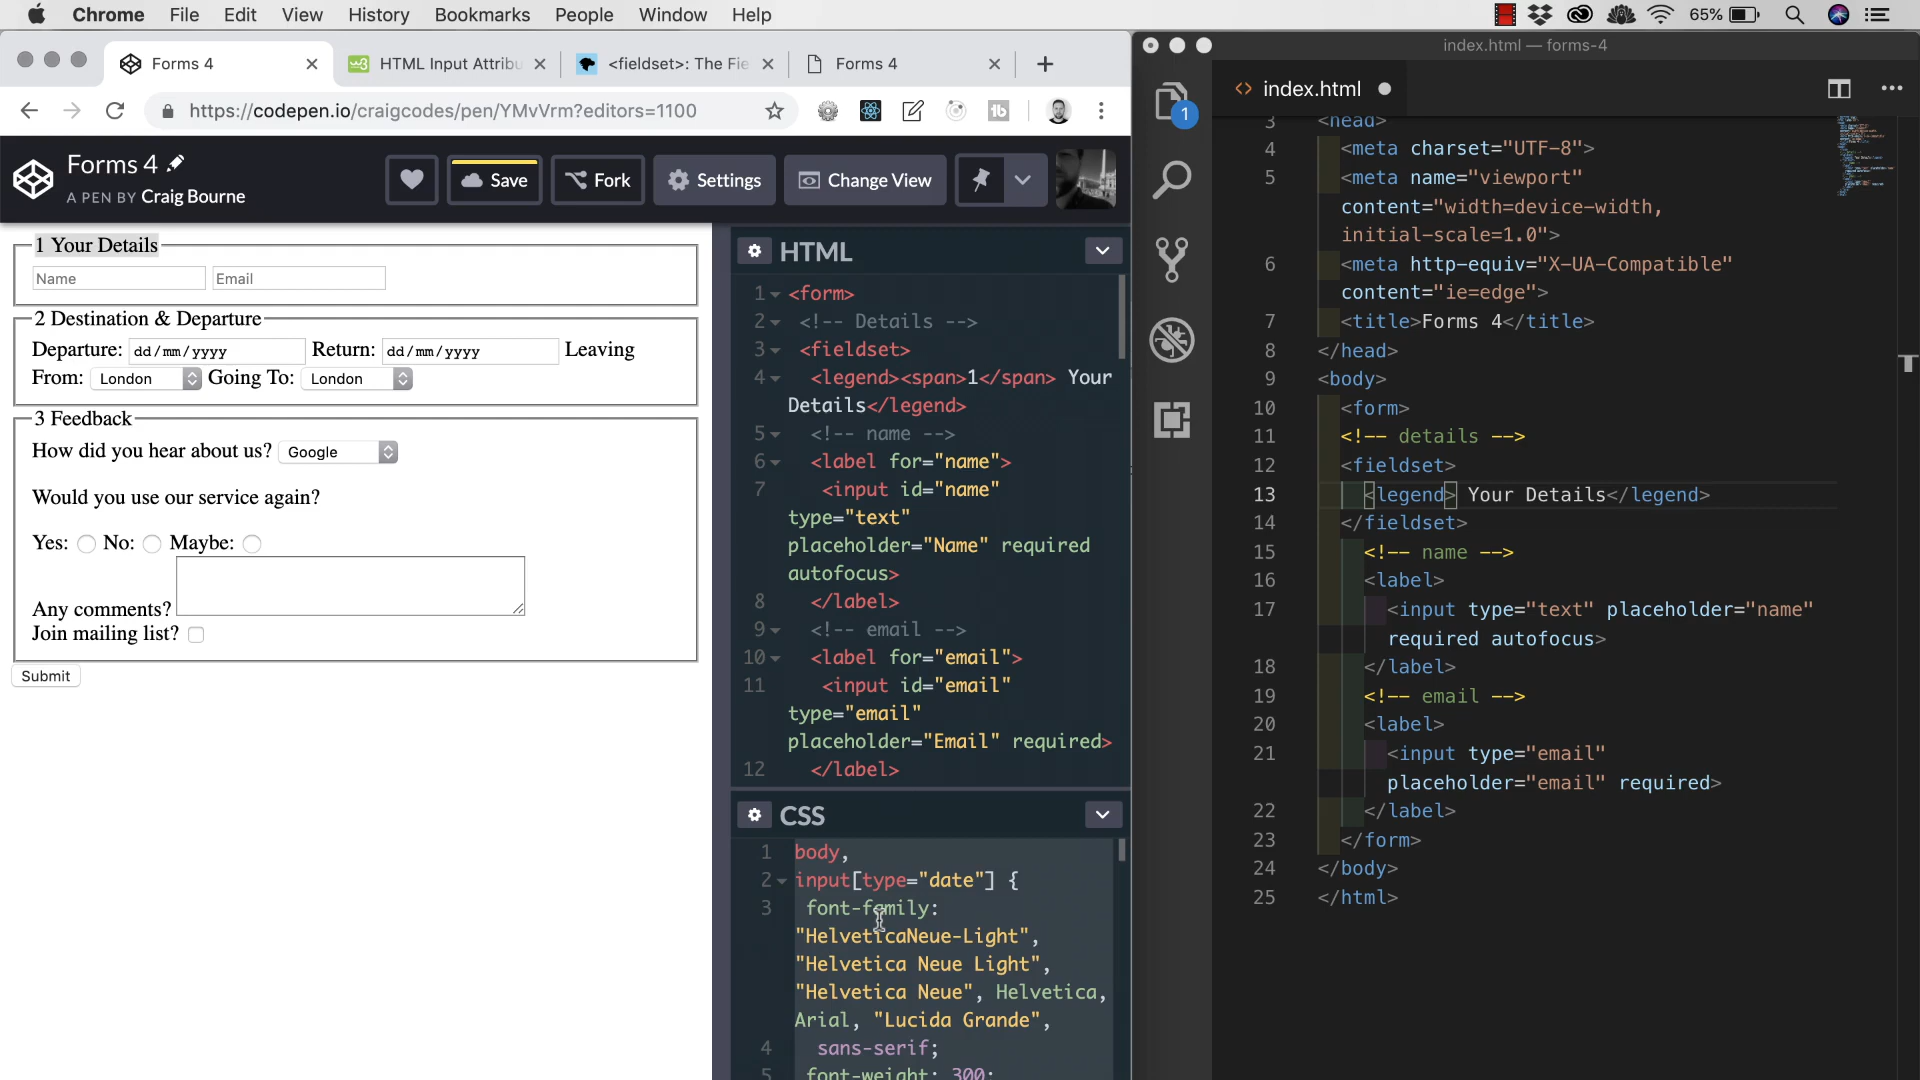 Chrome File Edit View History Bookmarks People Window Help 65%
Forms 4 HTML Input Attribu <fieldset>: The Fie Forms 4
https://codepen.io/craigcodes/pen/YMvVrm?editors=1100
Forms 4
A PEN BY Craig Bourne
Save Fork Settings Change View
1 Your Details
Name Email
2 Destination & Departure
Departure: dd/mm/yyyy Return: dd/mm/yyyy Leaving
From: London Going To: London
3 Feedback
How did you hear about us? Google
Would you use our service again?
Yes: No: Maybe:
Any comments?
Join mailing list?
Submit
HTML
1 <form>
2 <!-- Details -->
3 <fieldset>
4 <legend><span>1</span> Your
Details</legend>
5 <!-- name -->
6 <label for="name">
7 <input id="name"
type="text"
placeholder="Name" required
autofocus>
8 </label>
9 <!-- email -->
10 <label for="email">
11 <input id="email"
type="email"
placeholder="Email" required>
12 </label>
CSS
1 body,
2 input[type="date"] {
3 font-family:
"HelveticaNeue-Light",
"Helvetica Neue Light",
"Helvetica Neue", Helvetica,
Arial, "Lucida Grande",
4 sans-serif;
5 font-weight: 300;
index.html — forms-4
index.html
1
3 <head>
4 <meta charset="UTF-8">
5 <meta name="viewport"
content="width=device-width,
initial-scale=1.0">
6 <meta http-equiv="X-UA-Compatible"
content="ie=edge">
7 <title>Forms 4</title>
8 </head>
9 <body>
10 <form>
11 <!-- details -->
12 <fieldset>
13 <legend> Your Details</legend>
14 </fieldset>
15 <!-- name -->
16 <label>
17 <input type="text" placeholder="name"
required autofocus>
18 </label>
19 <!-- email -->
20 <label>
21 <input type="email"
placeholder="email" required>
22 </label>
23 </form>
24 </body>
25 </html>